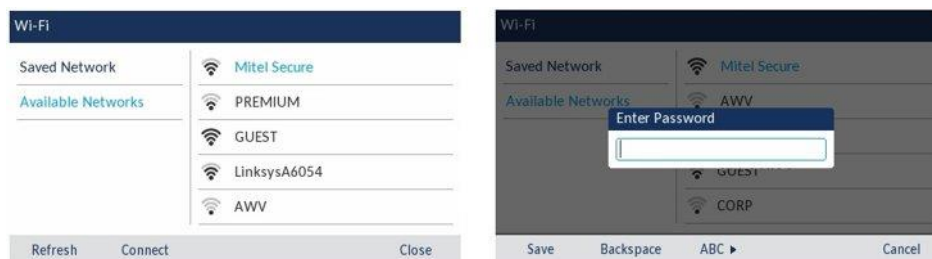 Wi-Fi
Saved Network
Available Networks
Mitel Secure
PREMIUM
GUEST
LinksysA6054
AWV
Refresh Connect Close
Wi-Fi
Saved Network
Available Networks
Mitel Secure
AWV
Enter Password
GUEST
CORP
Save Backspace ABC ▸ Cancel